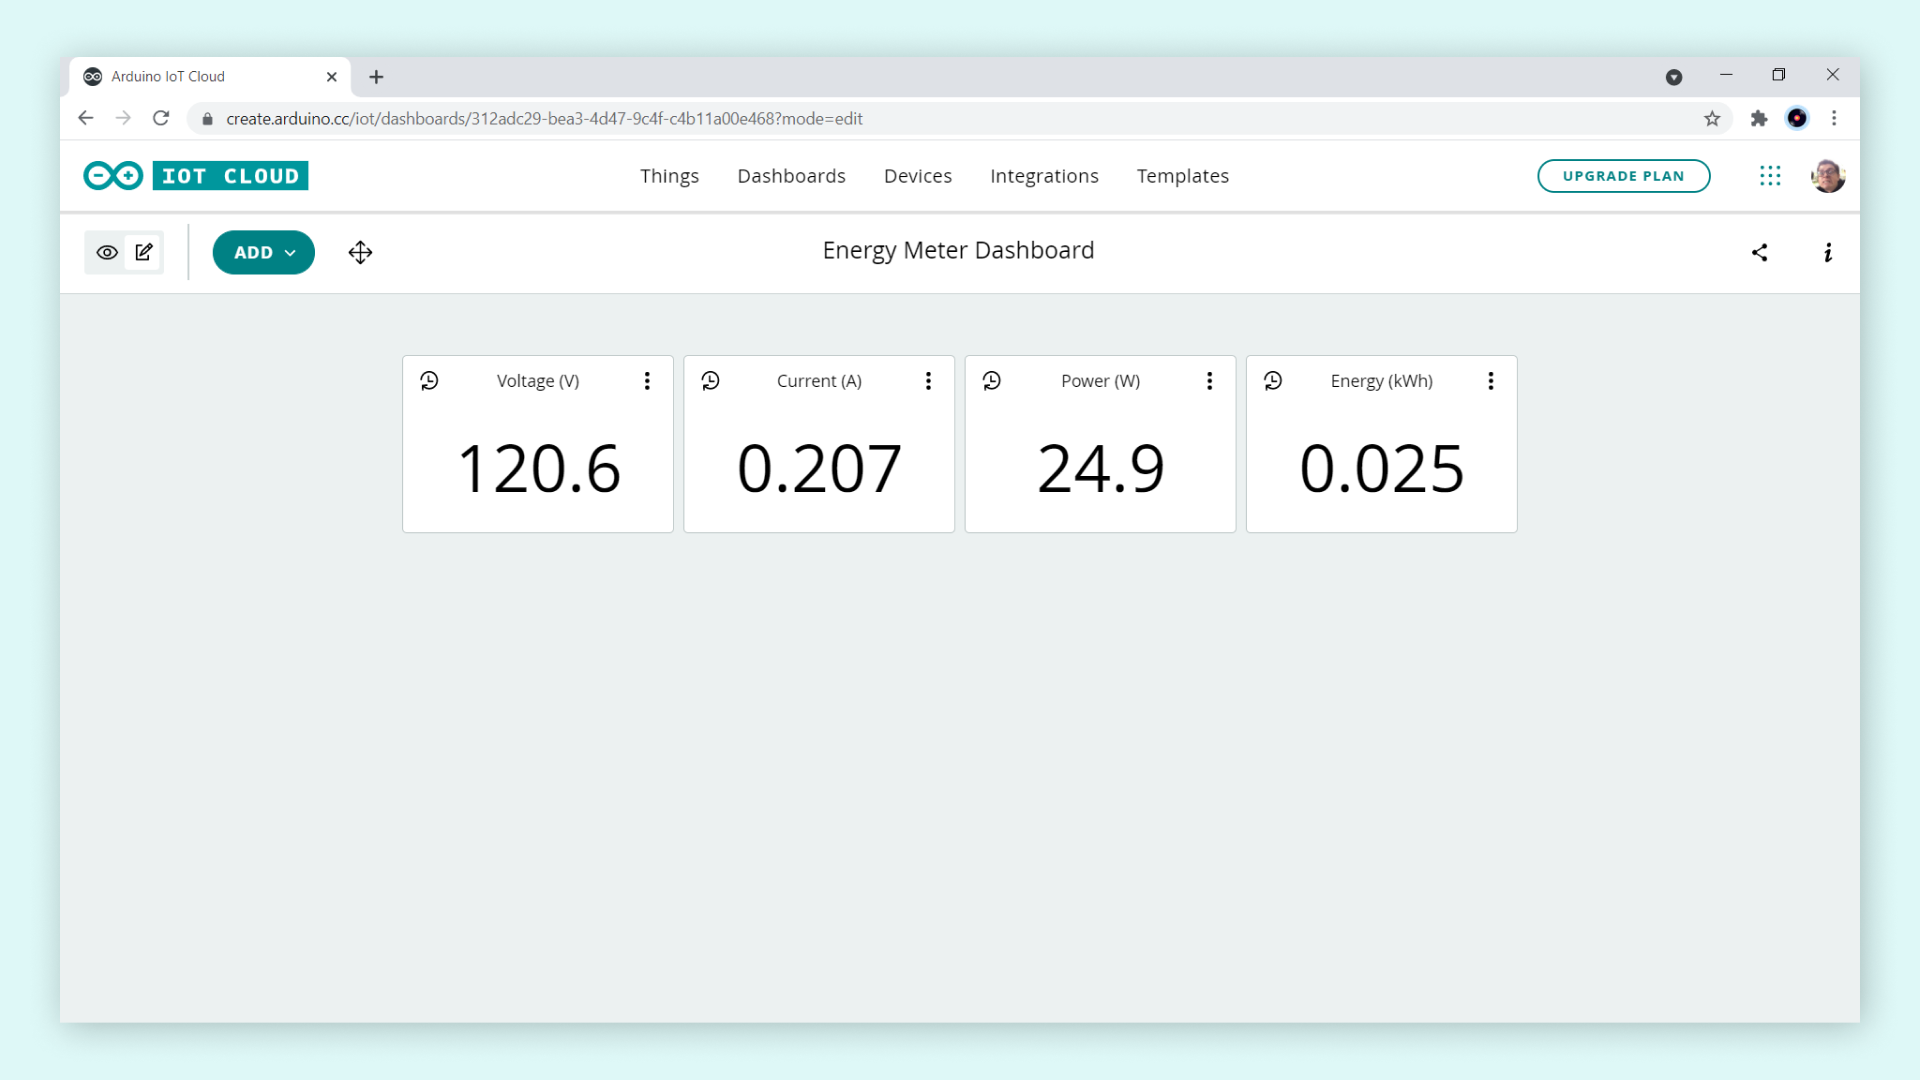 Arduino IoT Cloud
create.arduino.cc/iot/dashboards/312adc29-bea3-4d47-9c4f-c4b11a00e468?mode=edit
IOT CLOUD Things Dashboards Devices Integrations Templates UPGRADE PLAN
ADD Energy Meter Dashboard i
Voltage (V) Current (A) Power (W) Energy (kWh)
120.6 0.207 24.9 0.025